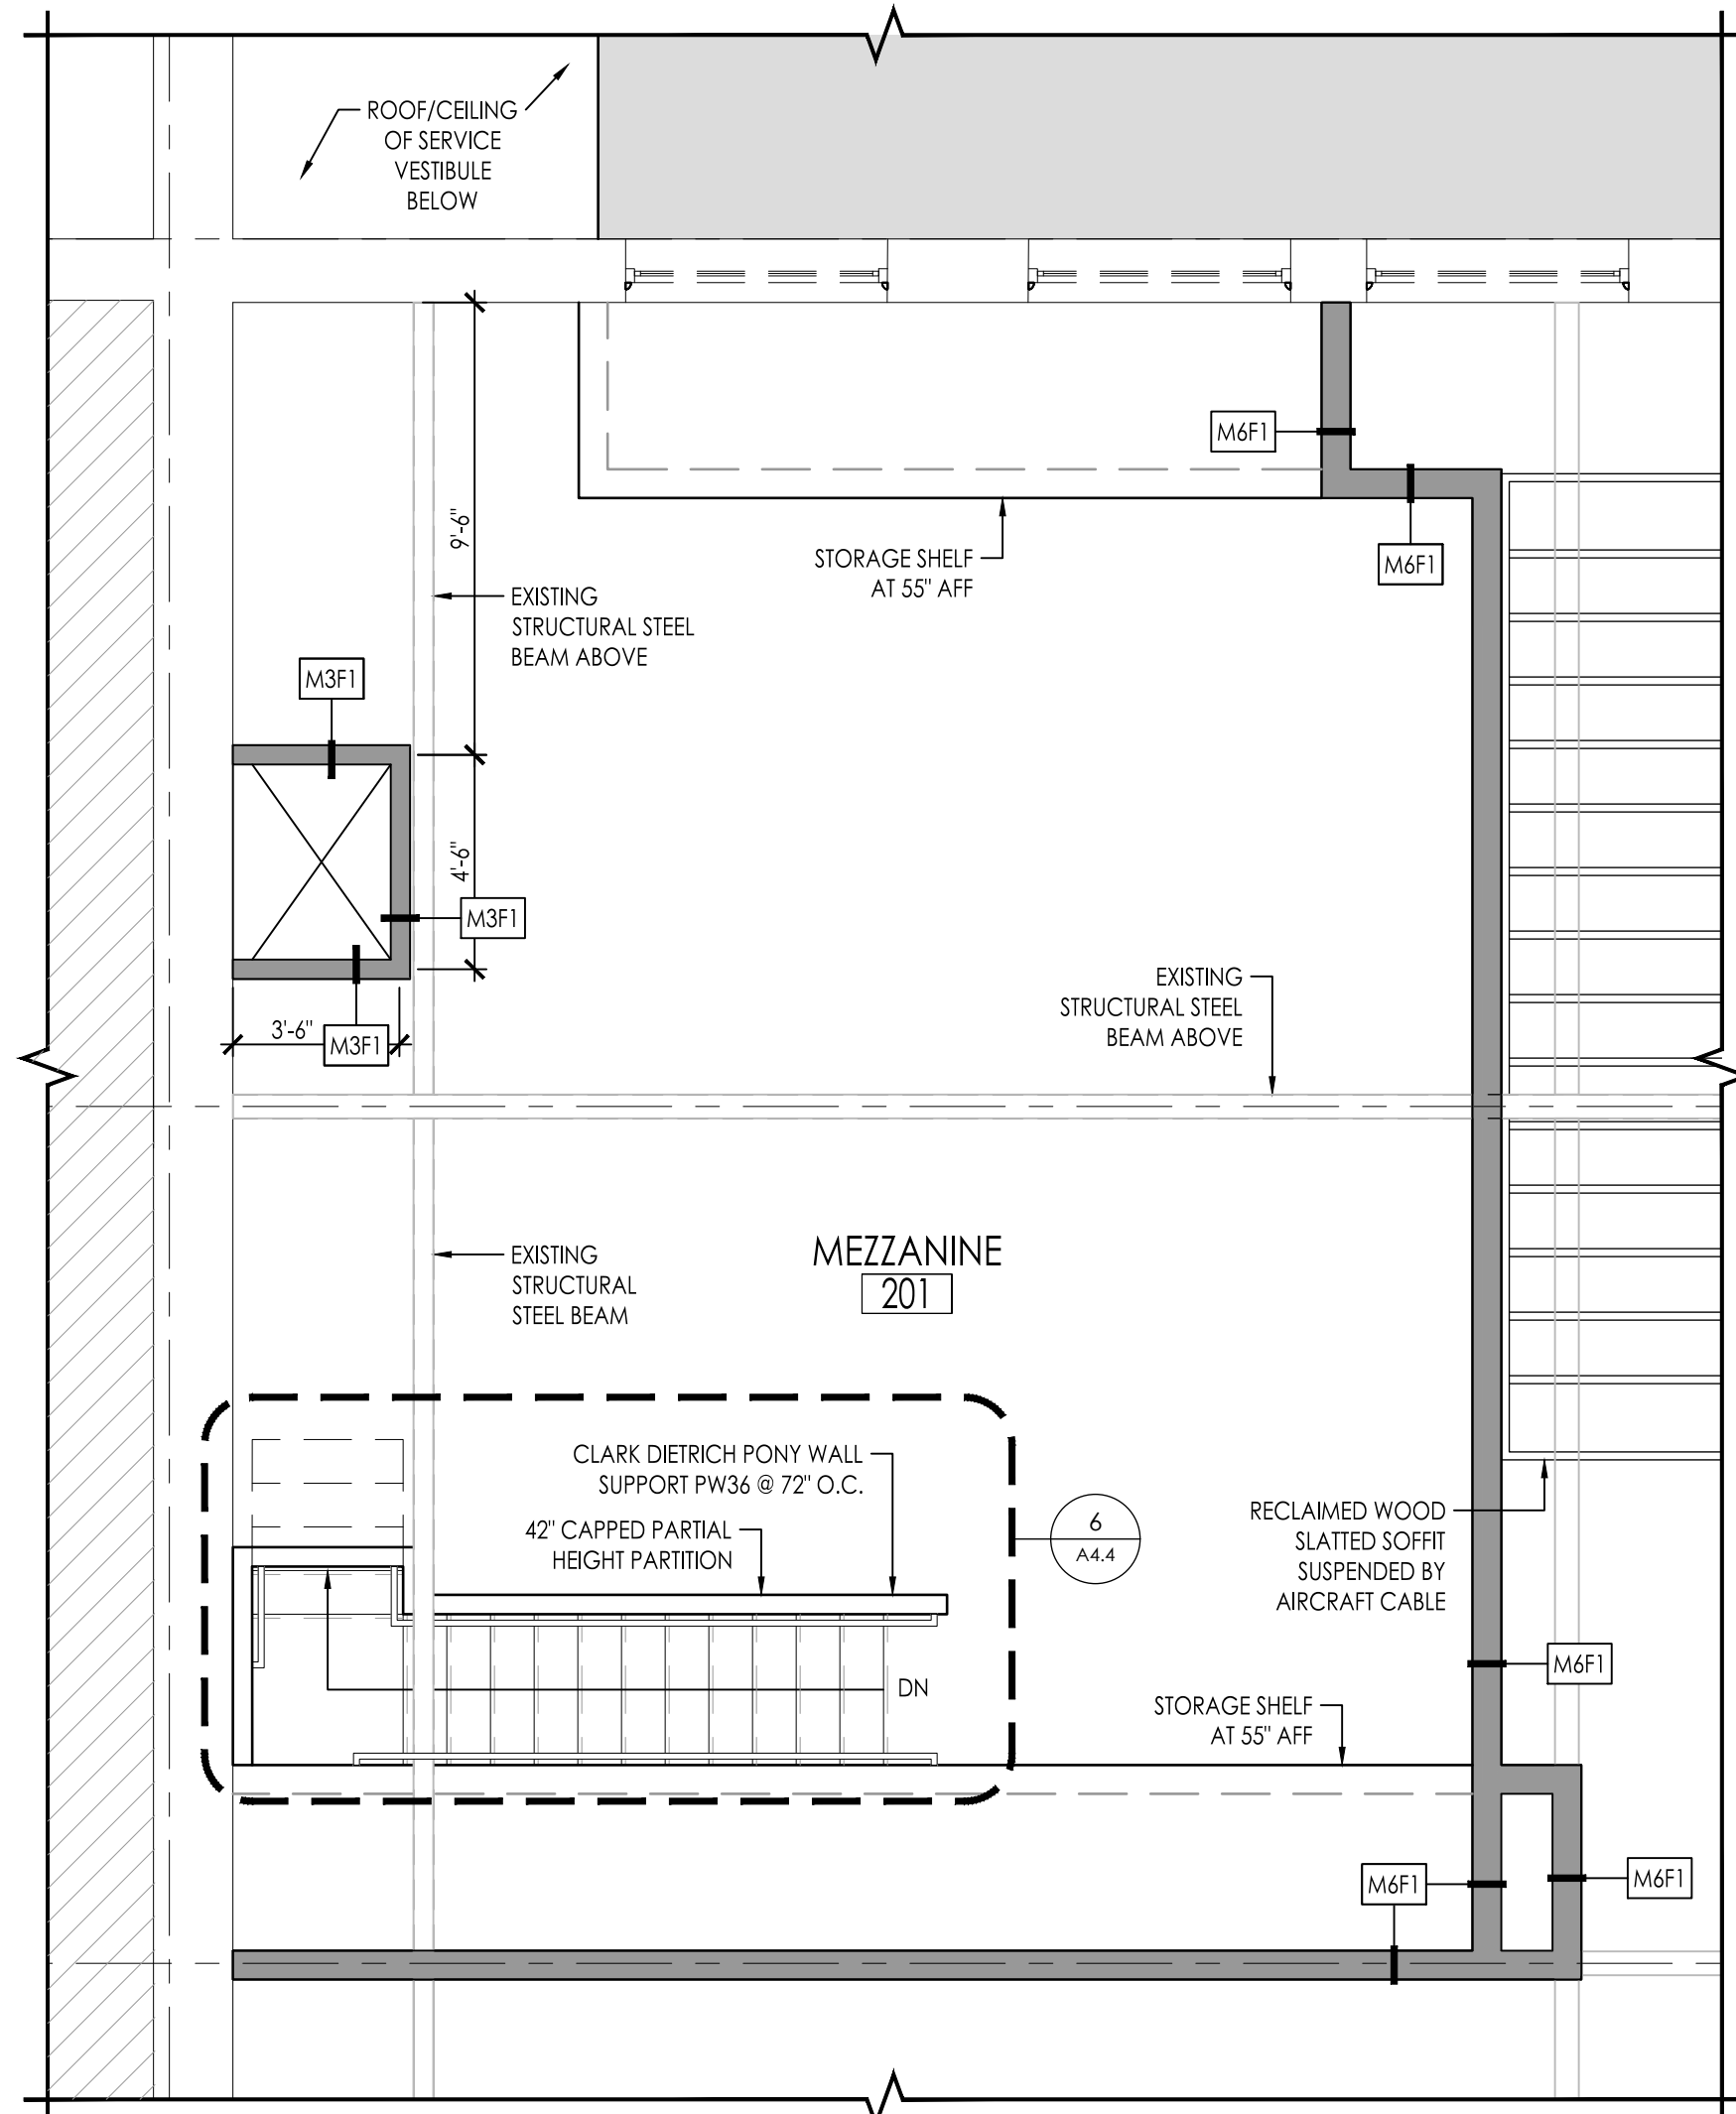 ROOF/CEILING
OF SERVICE
VESTIBULE
BELOW
M6F1
9'-6"
STORAGE SHELF
AT 55" AFF
M6F1
EXISTING
STRUCTURAL STEEL
BEAM ABOVE
M3F1
4'-6"
M3F1
EXISTING
STRUCTURAL STEEL
BEAM ABOVE
3'-6"
M3F1
MEZZANINE
201
EXISTING
STRUCTURAL
STEEL BEAM
CLARK DIETRICH PONY WALL
SUPPORT PW36 @ 72" O.C.
42" CAPPED PARTIAL
HEIGHT PARTITION
6
A4.4
RECLAIMED WOOD
SLATTED SOFFIT
SUSPENDED BY
AIRCRAFT CABLE
M6F1
DN
STORAGE SHELF
AT 55" AFF
M6F1
M6F1